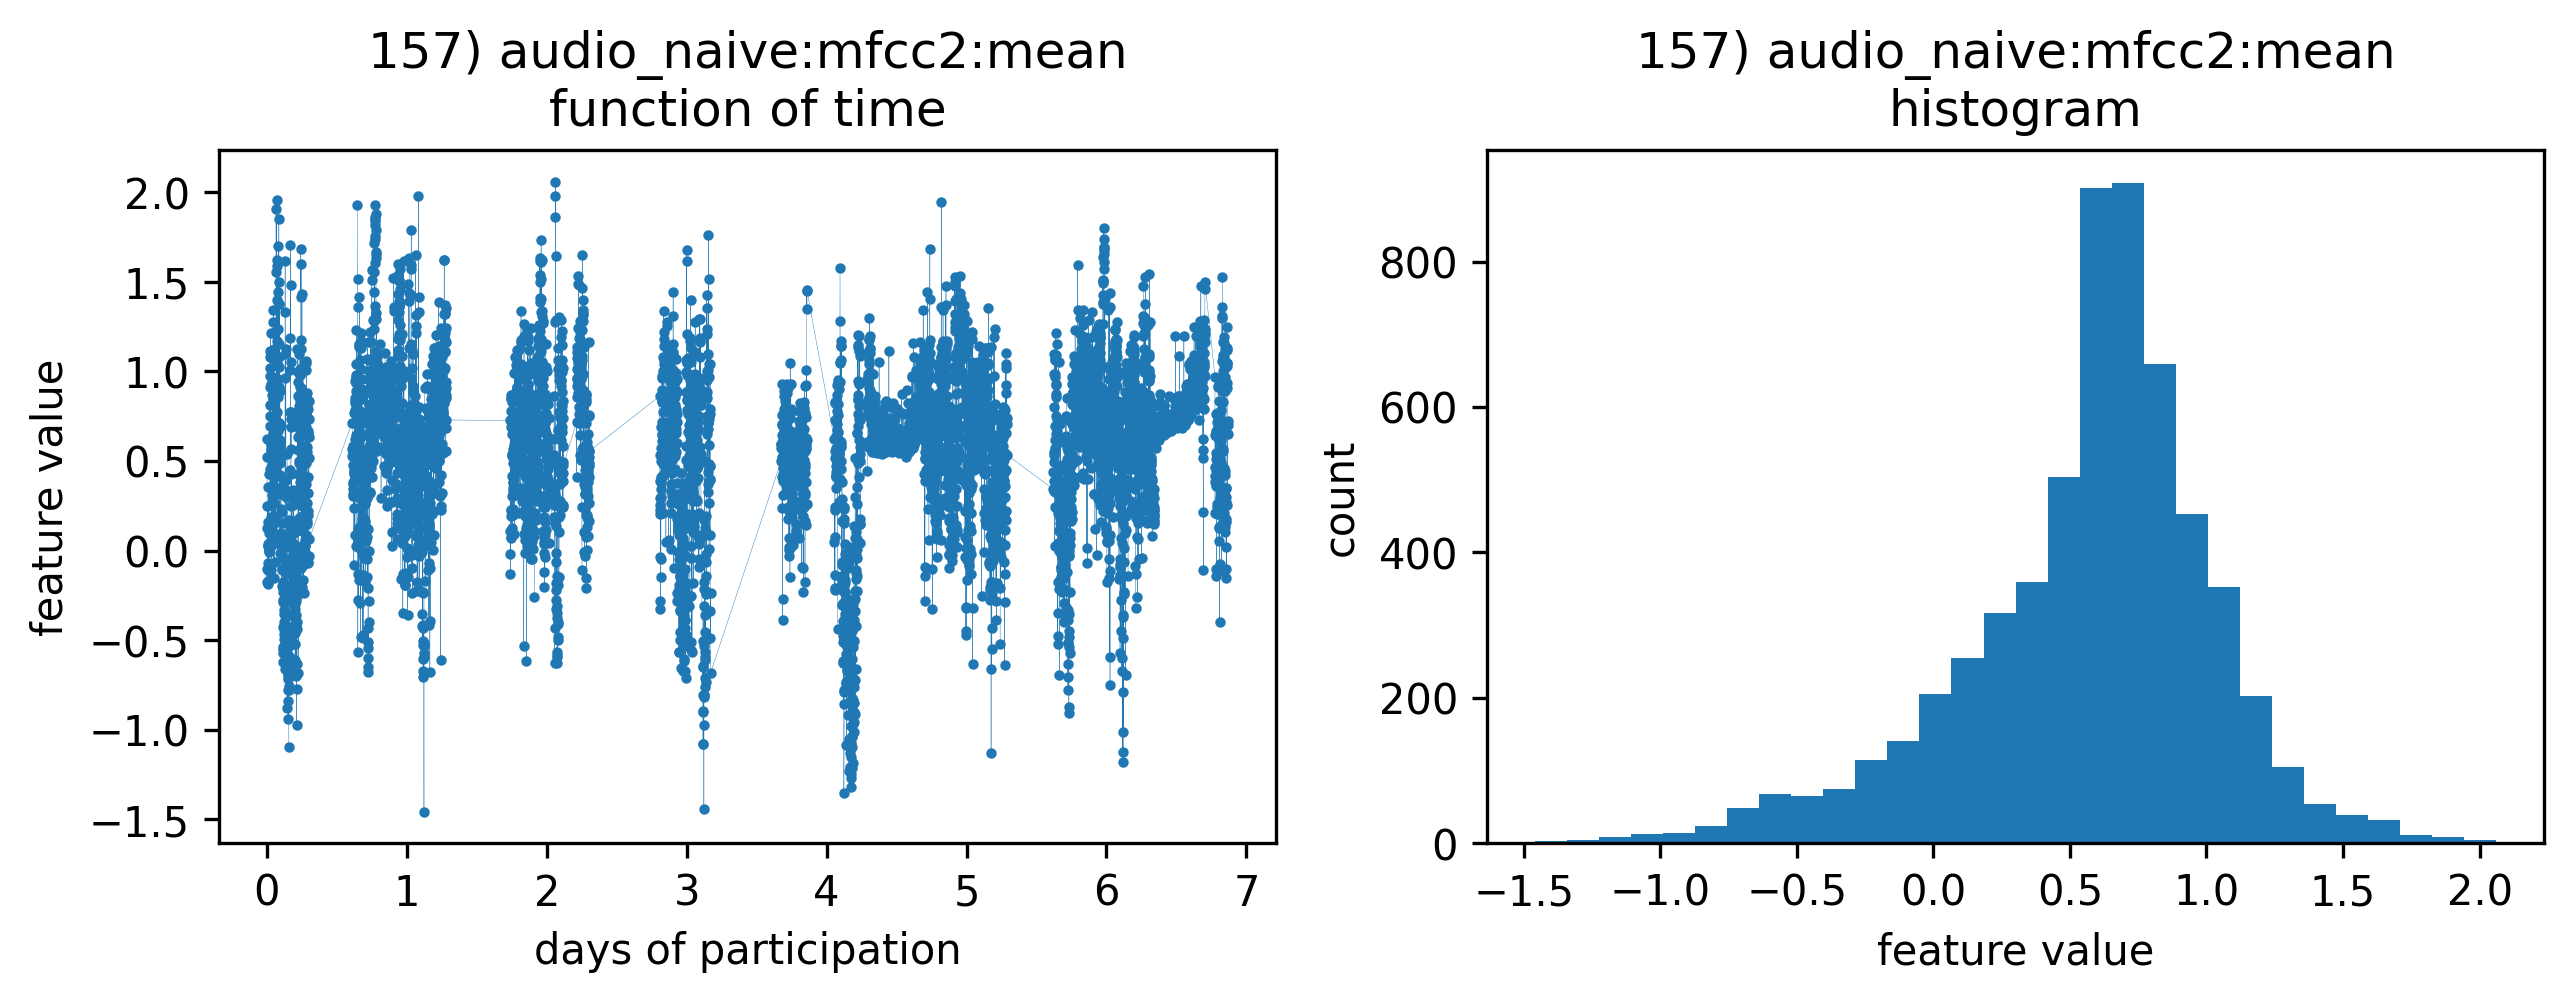 157) audio_naive:mfcc2:mean
function of time
2.0
1.5
1.0
0.5
0.0
−0.5
−1.0
−1.5
feature value
0 1 2 3 4 5 6 7
days of participation
157) audio_naive:mfcc2:mean
histogram
800
600
400
200
0
count
−1.5 −1.0 −0.5 0.0 0.5 1.0 1.5 2.0
feature value